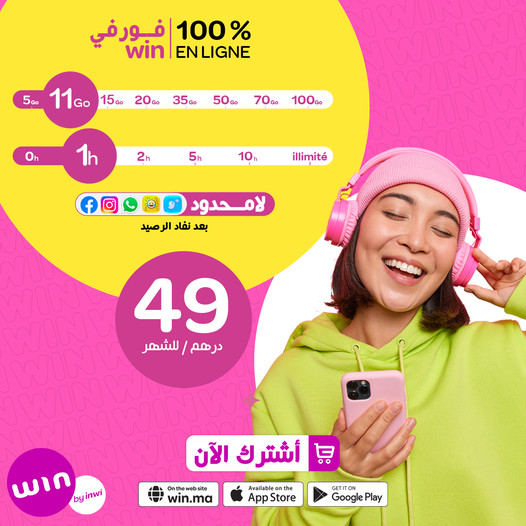 فورفي | 100%
win | EN LIGNE
5Go 11Go 15Go 20Go 35Go 50Go 70Go 100Go
0h 1h 2h 5h 10h illimité
لامحدود
بعد نفاد الرصيد
49
درهم / للشهر
أشترك الآن
win by inwi
On the web site
win.ma
Available on the
App Store
GET IT ON
Google Play